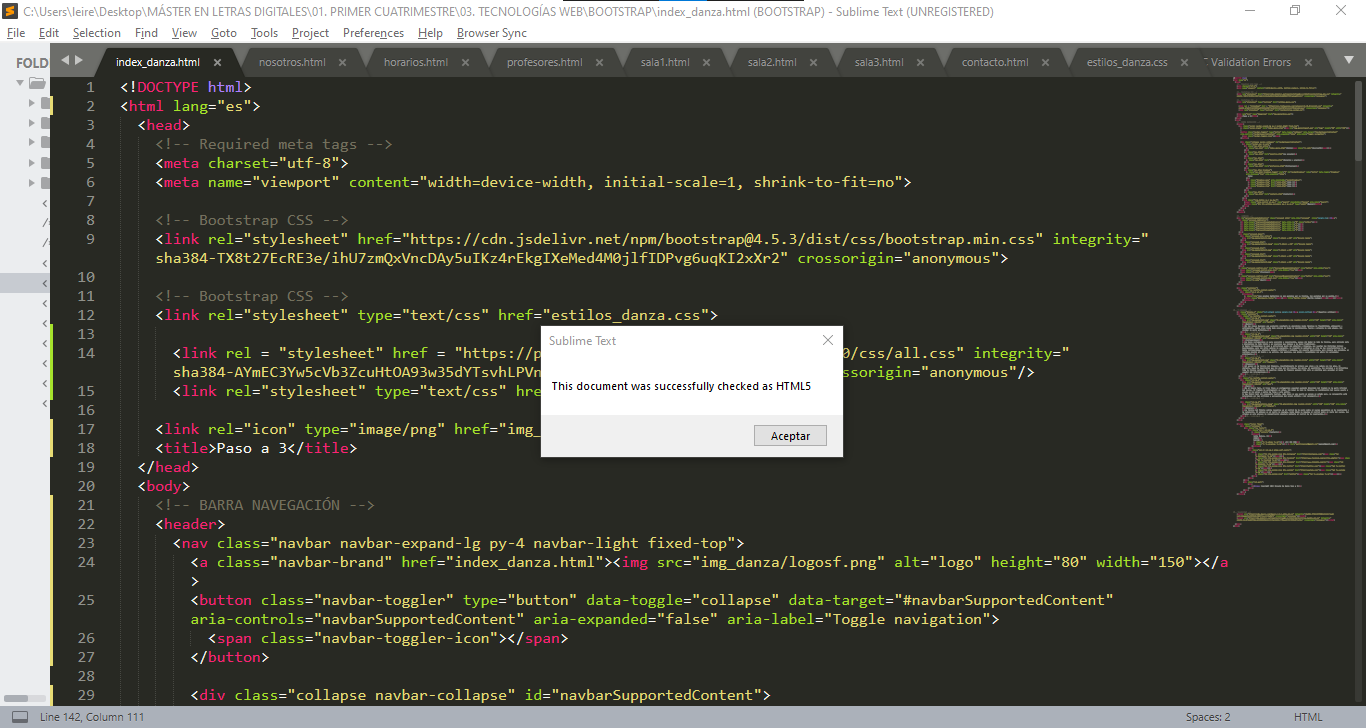 C:\Users\leire\Desktop\MÁSTER EN LETRAS DIGITALES\01. PRIMER CUATRIMESTRE\03. TECNOLOGÍAS WEB\BOOTSTRAP\index_danza.html (BOOTSTRAP) - Sublime Text (UNREGISTERED)
File Edit Selection Find View Goto Tools Project Preferences Help Browser Sync
FOLD
index_danza.html nosotros.html horarios.html profesores.html sala1.html sala2.html sala3.html contacto.html estilos_danza.css Validation Errors
1 <!DOCTYPE html>
2 <html lang="es">
3 <head>
4 <!-- Required meta tags -->
5 <meta charset="utf-8">
6 <meta name="viewport" content="width=device-width, initial-scale=1, shrink-to-fit=no">
7
8 <!-- Bootstrap CSS -->
9 <link rel="stylesheet" href="https://cdn.jsdelivr.net/npm/bootstrap@4.5.3/dist/css/bootstrap.min.css" integrity="
sha384-TX8t27EcRE3e/ihU7zmQxVncDAy5uIKz4rEkgIXeMed4M0jlfIDPvg6uqKI2xXr2" crossorigin="anonymous">
10
11 <!-- Bootstrap CSS -->
12 <link rel="stylesheet" type="text/css" href="estilos_danza.css">
13
14 <link rel = "stylesheet" href = "https://p 0/css/all.css" integrity="
sha384-AYmEC3Yw5cVb3ZcuHtOA93w35dYTsvhLPVn ossorigin="anonymous"/>
15 <link rel="stylesheet" type="text/css" hre
16
17 <link rel="icon" type="image/png" href="img_
18 <title>Paso a 3</title>
19 </head>
20 <body>
21 <!-- BARRA NAVEGACIÓN -->
22 <header>
23 <nav class="navbar navbar-expand-lg py-4 navbar-light fixed-top">
24 <a class="navbar-brand" href="index_danza.html"><img src="img_danza/logosf.png" alt="logo" height="80" width="150"></a
>
25 <button class="navbar-toggler" type="button" data-toggle="collapse" data-target="#navbarSupportedContent"
aria-controls="navbarSupportedContent" aria-expanded="false" aria-label="Toggle navigation">
26 <span class="navbar-toggler-icon"></span>
27 </button>
28
29 <div class="collapse navbar-collapse" id="navbarSupportedContent">
Sublime Text
This document was successfully checked as HTML5
Aceptar
Line 142, Column 111 Spaces: 2 HTML